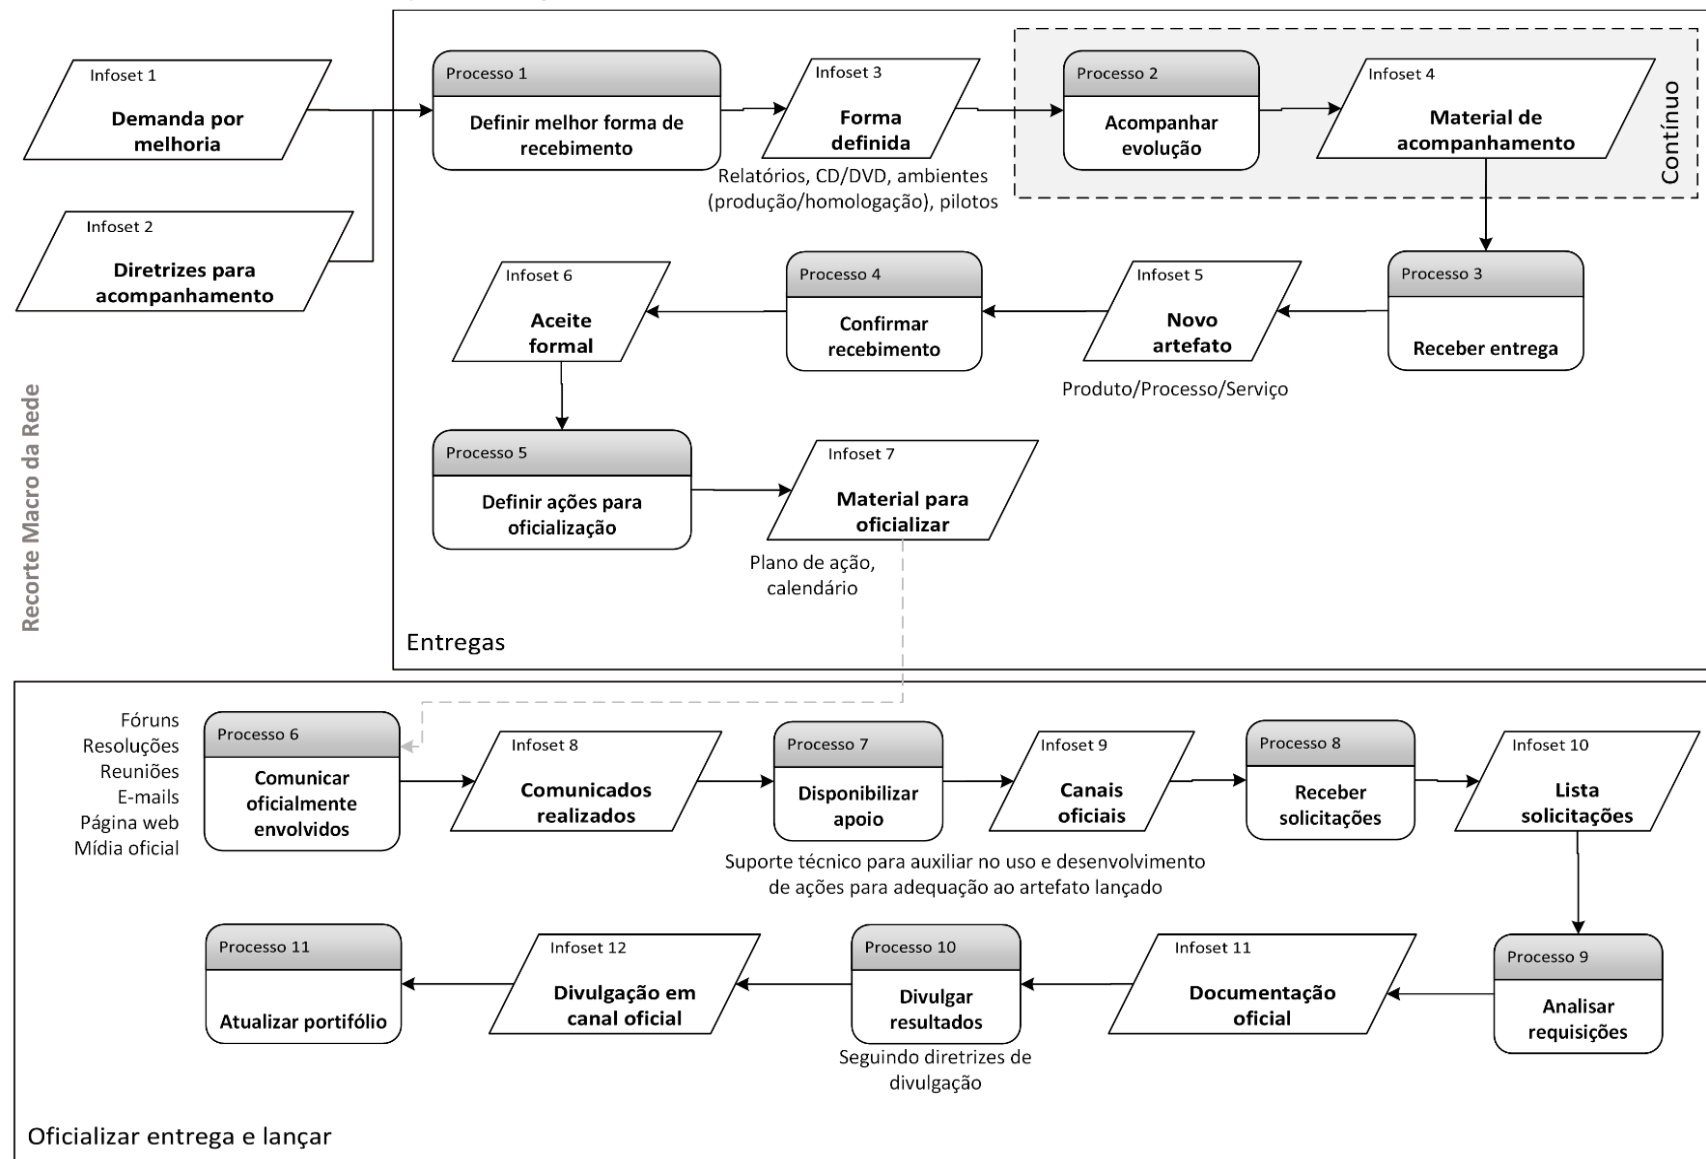 Infoset 1
Demanda por
melhoria
Infoset 2
Diretrizes para
acompanhamento
Recorte Macro da Rede
Processo 1
Definir melhor forma de
recebimento
Infoset 3
Forma
definida
Relatórios, CD/DVD, ambientes
(produção/homologação), pilotos
Processo 2
Acompanhar
evolução
Infoset 4
Material de
acompanhamento
Contínuo
Processo 3
Receber entrega
Infoset 5
Novo
artefato
Produto/Processo/Serviço
Processo 4
Confirmar
recebimento
Infoset 6
Aceite
formal
Processo 5
Definir ações para
oficialização
Infoset 7
Material para
oficializar
Plano de ação,
calendário
Entregas
Fóruns
Resoluções
Reuniões
E-mails
Página web
Mídia oficial
Processo 6
Comunicar
oficialmente
envolvidos
Infoset 8
Comunicados
realizados
Processo 7
Disponibilizar
apoio
Suporte técnico para auxiliar no uso e desenvolvimento
de ações para adequação ao artefato lançado
Infoset 9
Canais
oficiais
Processo 8
Receber
solicitações
Infoset 10
Lista
solicitações
Processo 9
Analisar
requisições
Infoset 11
Documentação
oficial
Processo 10
Divulgar
resultados
Seguindo diretrizes de
divulgação
Infoset 12
Divulgação em
canal oficial
Processo 11
Atualizar portifólio
Oficializar entrega e lançar